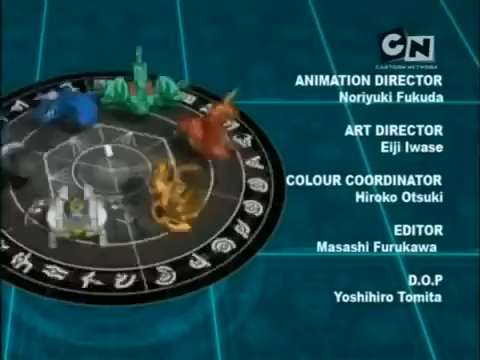 CN
CARTOON NETWORK
ANIMATION DIRECTOR
Noriyuki Fukuda
ART DIRECTOR
Eiji Iwase
COLOUR COORDINATOR
Hiroko Otsuki
EDITOR
Masashi Furukawa
D.O.P
Yoshihiro Tomita